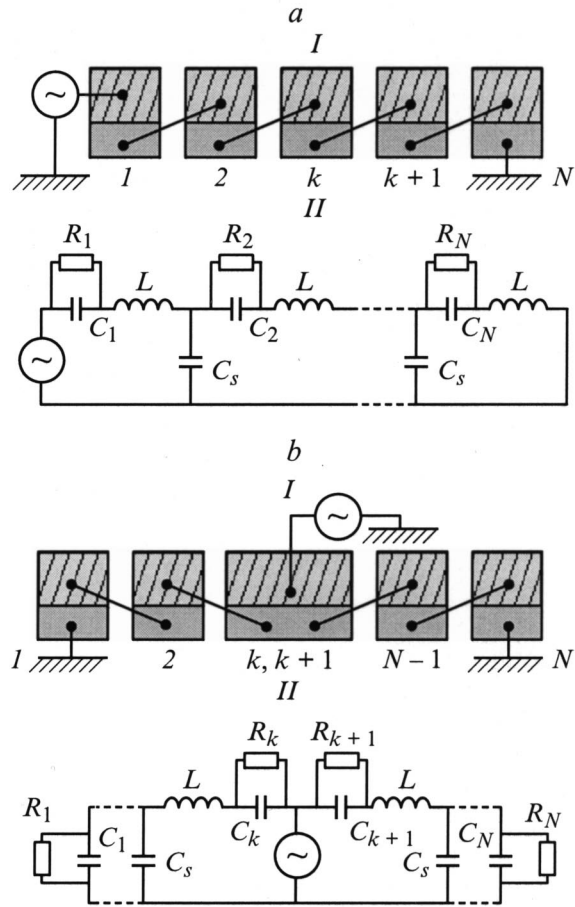 a
I
1 2 k k + 1 N
II
R1 R2 RN
L L L
C1 C2 CN
Cs Cs
b
I
1 2 k, k + 1 N – 1 N
II
Rk Rk + 1
R1 L L RN
C1 Ck Ck + 1 CN
Cs Cs